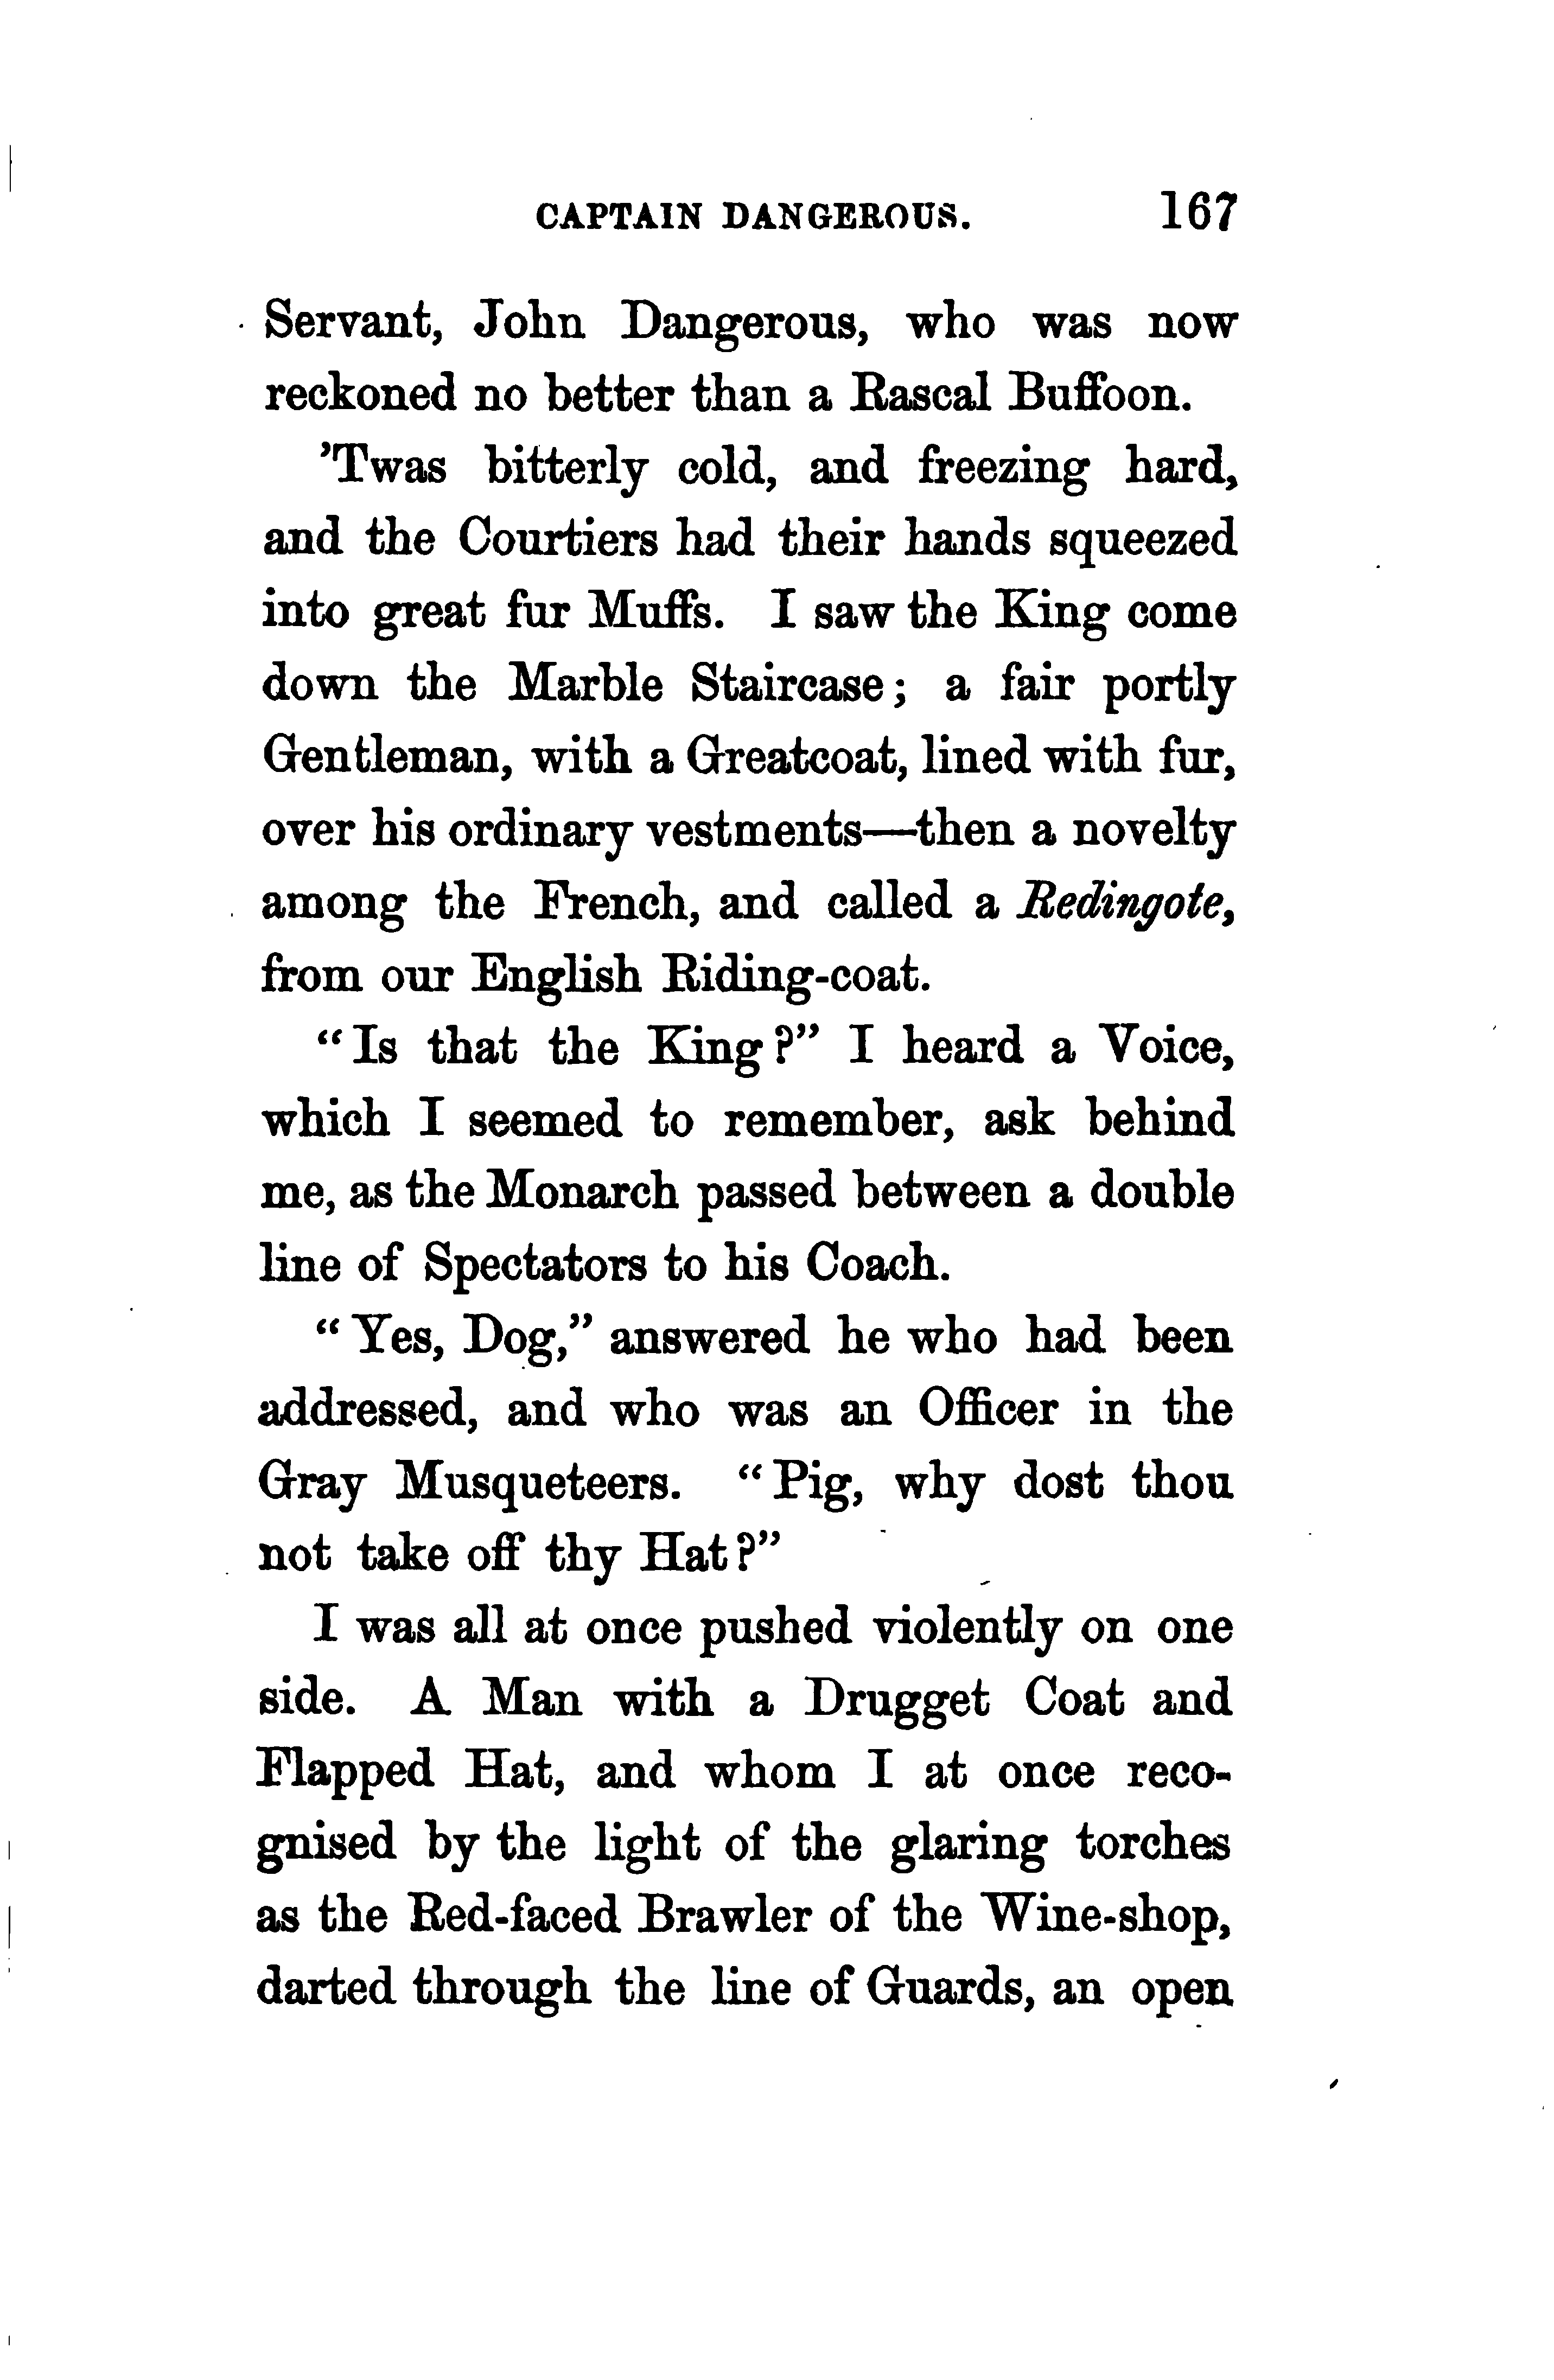 CAPTAIN DANGEROUS. 167
Servant, John Dangerous, who was now
reckoned no better than a Rascal Buffoon.
’Twas bitterly cold, and freezing hard,
and the Courtiers had their hands squeezed
into great fur Muffs. I saw the King come
down the Marble Staircase; a fair portly
Gentleman, with a Greatcoat, lined with fur,
over his ordinary vestments—then a novelty
among the French, and called a Redingote,
from our English Riding-coat.
“Is that the King?” I heard a Voice,
which I seemed to remember, ask behind
me, as the Monarch passed between a double
line of Spectators to his Coach.
“Yes, Dog,” answered he who had been
addressed, and who was an Officer in the
Gray Musqueteers. “Pig, why dost thou
not take off thy Hat?”
I was all at once pushed violently on one
side. A Man with a Drugget Coat and
Flapped Hat, and whom I at once reco-
gnised by the light of the glaring torches
as the Red-faced Brawler of the Wine-shop,
darted through the line of Guards, an open